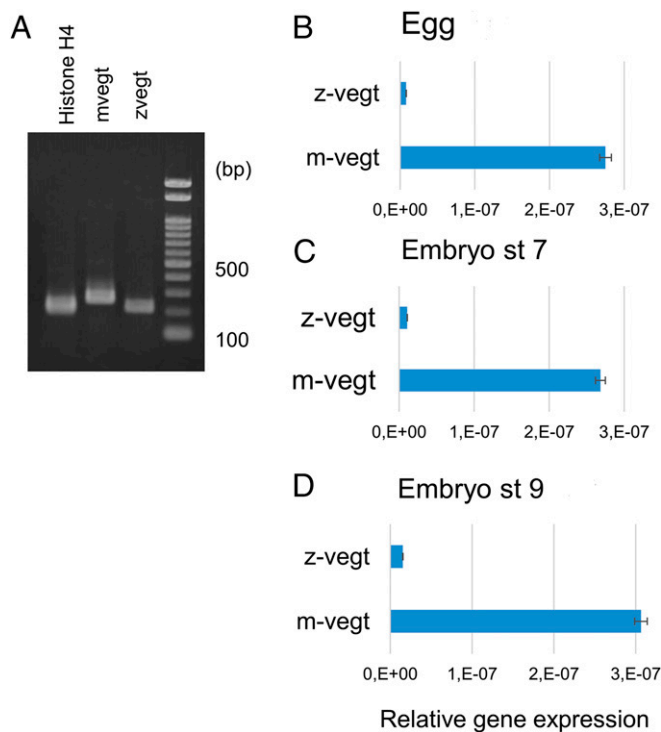 A
Histone H4
mvegt
zvegt
(bp)
500
100
B
Egg
z-vegt
m-vegt
0,E+00 1,E-07 2,E-07 3,E-07
C
Embryo st 7
z-vegt
m-vegt
0,E+00 1,E-07 2,E-07 3,E-07
D
Embryo st 9
z-vegt
m-vegt
0,E+00 1,E-07 2,E-07 3,E-07
Relative gene expression